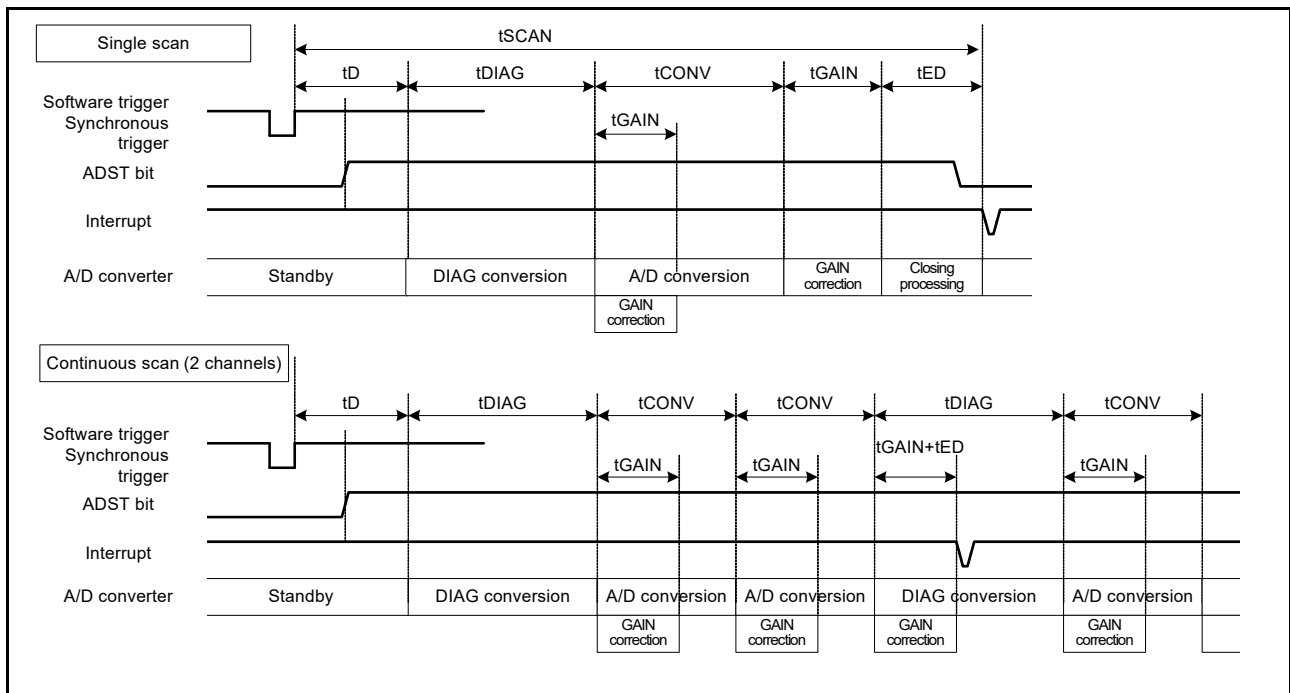 Single scan
tSCAN
tD
tDIAG
tCONV
tGAIN
tED
Software trigger
Synchronous
trigger
tGAIN
ADST bit
Interrupt
A/D converter
Standby
DIAG conversion
A/D conversion
GAIN
correction
Closing
processing
GAIN
correction
Continuous scan (2 channels)
tD
tDIAG
tCONV
tCONV
tDIAG
tCONV
Software trigger
Synchronous
trigger
tGAIN
tGAIN
tGAIN+tED
tGAIN
ADST bit
Interrupt
A/D converter
Standby
DIAG conversion
A/D conversion
A/D conversion
DIAG conversion
A/D conversion
GAIN
correction
GAIN
correction
GAIN
correction
GAIN
correction